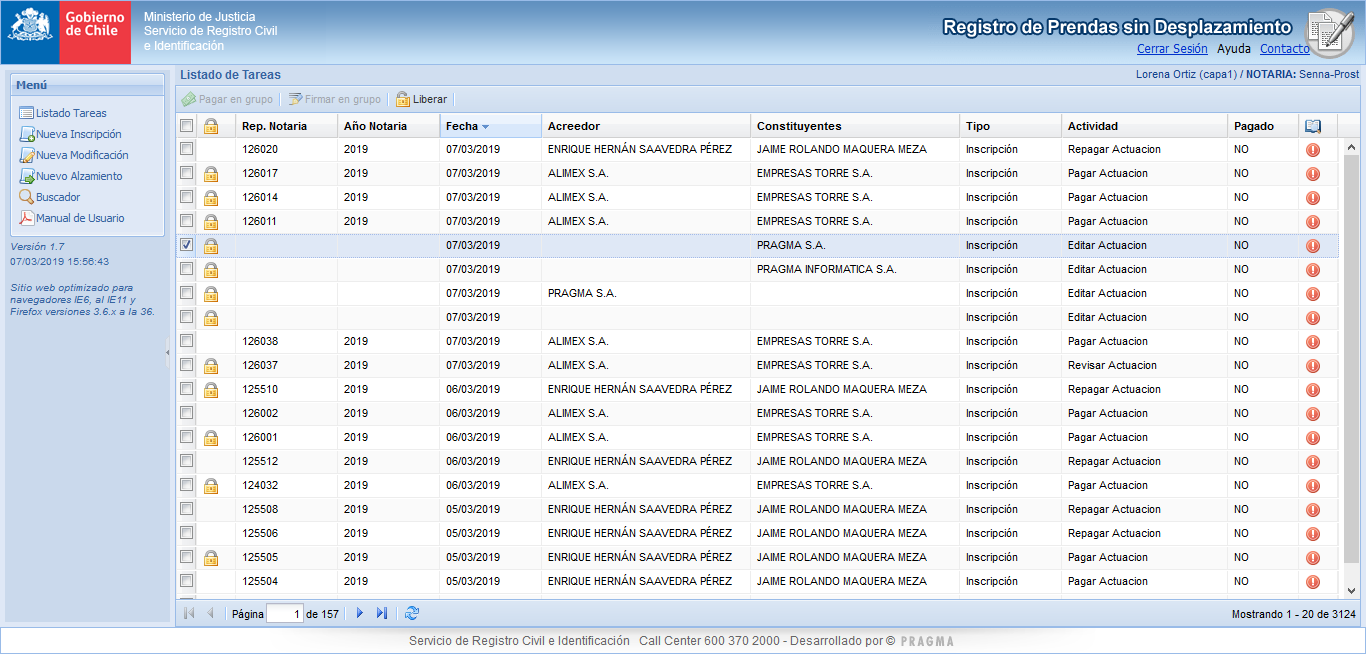 Gobierno
de Chile
Ministerio de Justicia
Servicio de Registro Civil
e Identificación
Registro de Prendas sin Desplazamiento
Cerrar Sesión Ayuda Contacto
Menú
Listado Tareas
Nueva Inscripción
Nueva Modificación
Nuevo Alzamiento
Buscador
Manual de Usuario
Versión 1.7
07/03/2019 15:56:43
Sitio web optimizado para
navegadores IE6, al IE11 y
Firefox versiones 3.6.x a la 36.
Listado de Tareas
Lorena Ortiz (capa1) / NOTARIA: Senna-Prost
Pagar en grupo Firmar en grupo Liberar
Rep. Notaria Año Notaria Fecha Acreedor Constituyentes Tipo Actividad Pagado
126020 2019 07/03/2019 ENRIQUE HERNÁN SAAVEDRA PÉREZ JAIME ROLANDO MAQUERA MEZA Inscripción Repagar Actuacion NO
126017 2019 07/03/2019 ALIMEX S.A. EMPRESAS TORRE S.A. Inscripción Pagar Actuacion NO
126014 2019 07/03/2019 ALIMEX S.A. EMPRESAS TORRE S.A. Inscripción Pagar Actuacion NO
126011 2019 07/03/2019 ALIMEX S.A. EMPRESAS TORRE S.A. Inscripción Pagar Actuacion NO
07/03/2019 PRAGMA S.A. Inscripción Editar Actuacion NO
07/03/2019 PRAGMA INFORMATICA S.A. Inscripción Editar Actuacion NO
07/03/2019 PRAGMA S.A. Inscripción Editar Actuacion NO
07/03/2019 Inscripción Editar Actuacion NO
126038 2019 07/03/2019 ALIMEX S.A. EMPRESAS TORRE S.A. Inscripción Pagar Actuacion NO
126037 2019 07/03/2019 ALIMEX S.A. EMPRESAS TORRE S.A. Inscripción Revisar Actuacion NO
125510 2019 06/03/2019 ENRIQUE HERNÁN SAAVEDRA PÉREZ JAIME ROLANDO MAQUERA MEZA Inscripción Repagar Actuacion NO
126002 2019 06/03/2019 ALIMEX S.A. EMPRESAS TORRE S.A. Inscripción Pagar Actuacion NO
126001 2019 06/03/2019 ALIMEX S.A. EMPRESAS TORRE S.A. Inscripción Pagar Actuacion NO
125512 2019 06/03/2019 ENRIQUE HERNÁN SAAVEDRA PÉREZ JAIME ROLANDO MAQUERA MEZA Inscripción Repagar Actuacion NO
124032 2019 06/03/2019 ALIMEX S.A. EMPRESAS TORRE S.A. Inscripción Pagar Actuacion NO
125508 2019 05/03/2019 ENRIQUE HERNÁN SAAVEDRA PÉREZ JAIME ROLANDO MAQUERA MEZA Inscripción Repagar Actuacion NO
125506 2019 05/03/2019 ENRIQUE HERNÁN SAAVEDRA PÉREZ JAIME ROLANDO MAQUERA MEZA Inscripción Repagar Actuacion NO
125505 2019 05/03/2019 ENRIQUE HERNÁN SAAVEDRA PÉREZ JAIME ROLANDO MAQUERA MEZA Inscripción Pagar Actuacion NO
125504 2019 05/03/2019 ENRIQUE HERNÁN SAAVEDRA PÉREZ JAIME ROLANDO MAQUERA MEZA Inscripción Pagar Actuacion NO
Página 1 de 157 Mostrando 1 - 20 de 3124
Servicio de Registro Civil e Identificación Call Center 600 370 2000 - Desarrollado por © PRAGMA